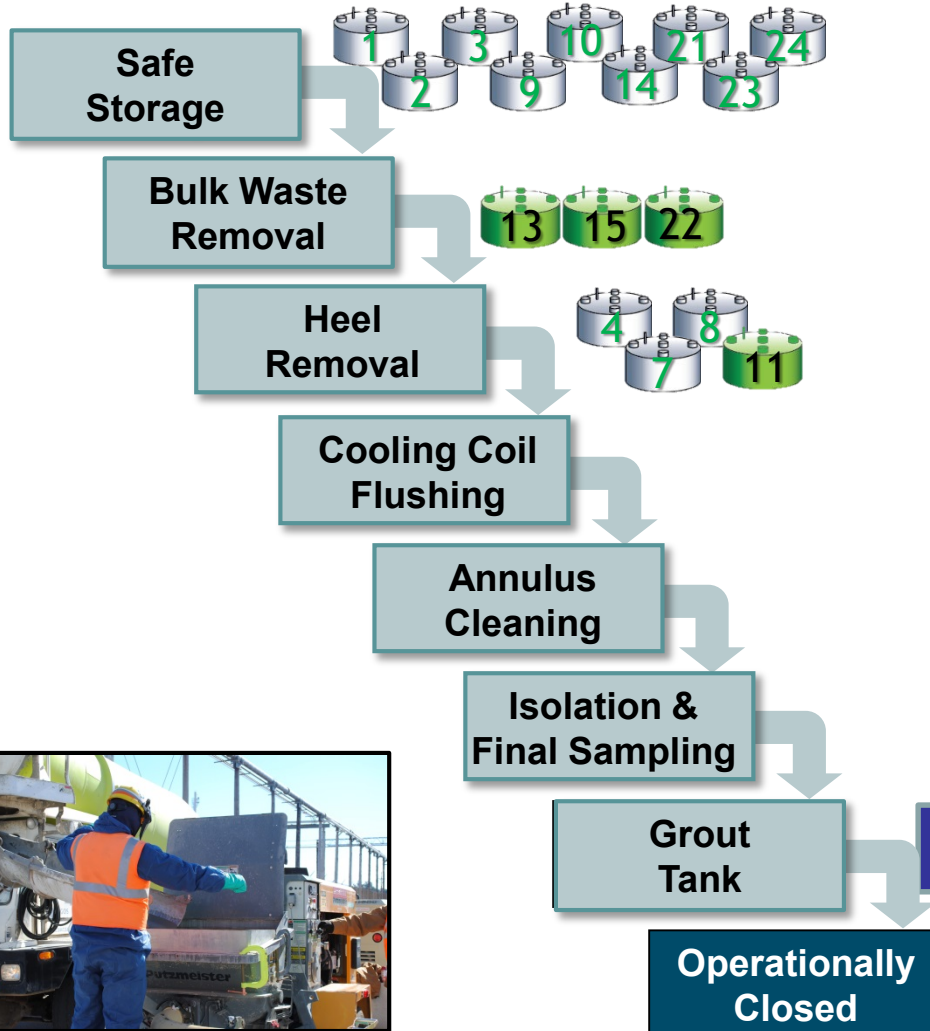 Safe
Storage
1 3 10 21 24
2 9 14 23
Bulk Waste
Removal
13 15 22
Heel
Removal
4 8
7 11
Cooling Coil
Flushing
Annulus
Cleaning
Isolation &
Final Sampling
Grout
Tank
Putzmeister
Operationally
Closed